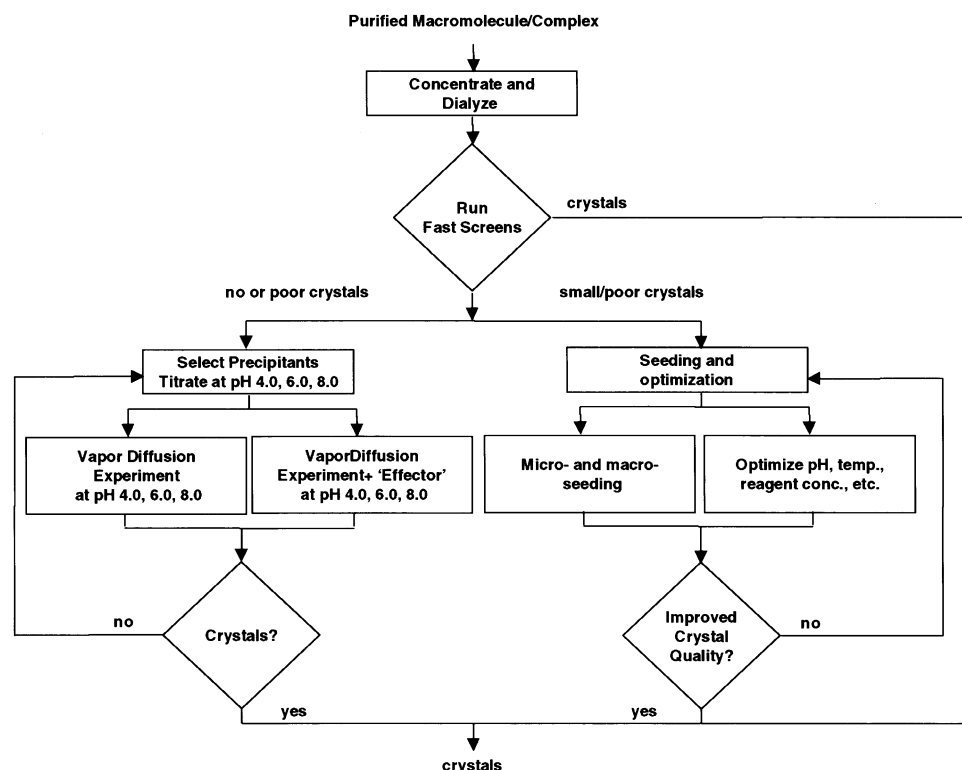 Purified Macromolecule/Complex
Concentrate and
Dialyze
Run
Fast Screens
crystals
no or poor crystals
small/poor crystals
Select Precipitants
Titrate at pH 4.0, 6.0, 8.0
Seeding and
optimization
Vapor Diffusion
Experiment
at pH 4.0, 6.0, 8.0
VaporDiffusion
Experiment+ ‘Effector’
at pH 4.0, 6.0, 8.0
Micro- and macro-
seeding
Optimize pH, temp.,
reagent conc., etc.
no
Crystals?
Improved
Crystal
Quality?
no
yes
yes
crystals